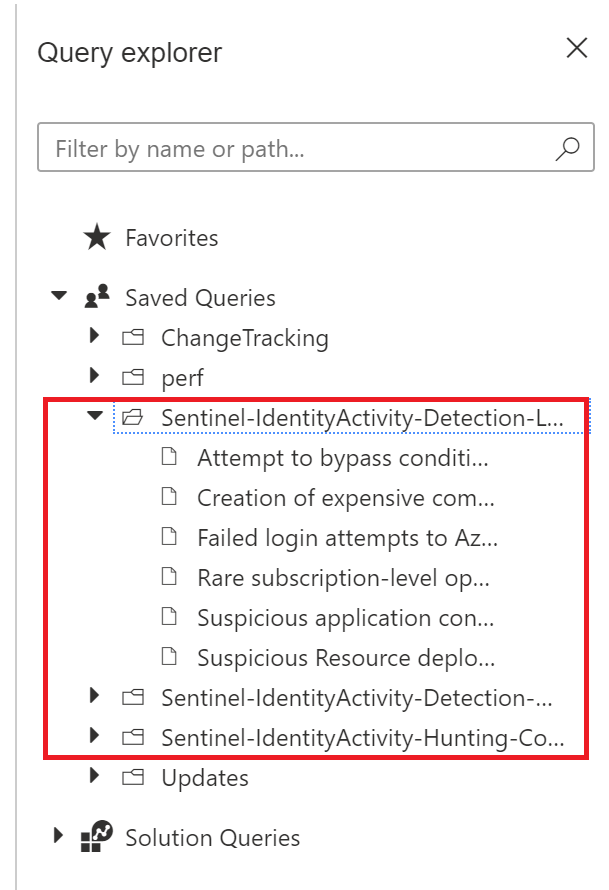 Query explorer
Filter by name or path...
Favorites
Saved Queries
ChangeTracking
perf
Sentinel-IdentityActivity-Detection-L...
Attempt to bypass conditi...
Creation of expensive com...
Failed login attempts to Az...
Rare subscription-level op...
Suspicious application con...
Suspicious Resource deplo...
Sentinel-IdentityActivity-Detection-...
Sentinel-IdentityActivity-Hunting-Co...
Updates
Solution Queries